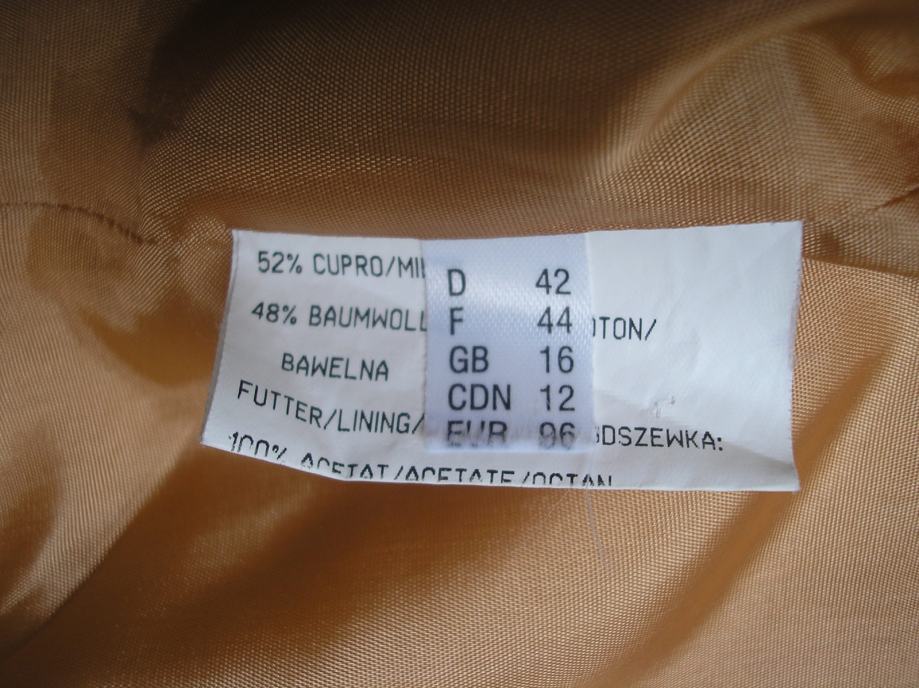 52% CUPRO/MI
48% BAUMWOLL OTON/
BAWELNA
FUTTER/LINING/ DSZEWKA:
100% ACETAT/ACETATE/OCTAN
D 42
F 44
GB 16
CDN 12
EUR 96